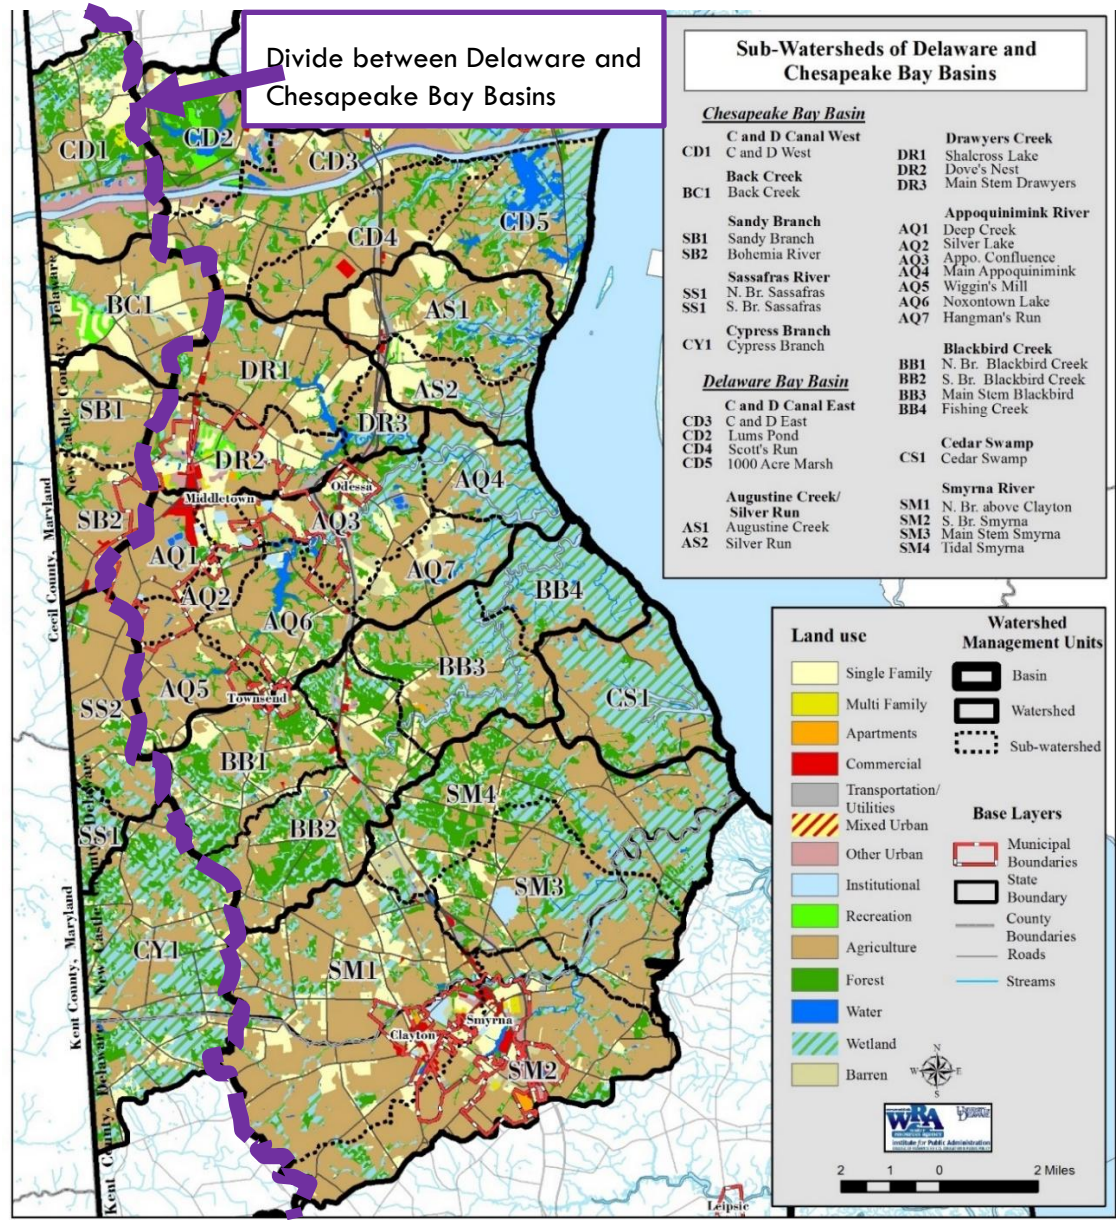 Divide between Delaware and
Chesapeake Bay Basins
Sub-Watersheds of Delaware and
Chesapeake Bay Basins
Chesapeake Bay Basin
C and D Canal West
CD1 C and D West
Back Creek
BC1 Back Creek
Sandy Branch
SB1 Sandy Branch
SB2 Bohemia River
Sassafras River
SS1 N. Br. Sassafras
SS1 S. Br. Sassafras
Cypress Branch
CY1 Cypress Branch
Delaware Bay Basin
C and D Canal East
CD3 C and D East
CD2 Lums Pond
CD4 Scott's Run
CD5 1000 Acre Marsh
Augustine Creek/
Silver Run
AS1 Augustine Creek
AS2 Silver Run
Drawyers Creek
DR1 Shalcross Lake
DR2 Dove's Nest
DR3 Main Stem Drawyers
Appoquinimink River
AQ1 Deep Creek
AQ2 Silver Lake
AQ3 Appo. Confluence
AQ4 Main Appoquinimink
AQ5 Wiggin's Mill
AQ6 Noxontown Lake
AQ7 Hangman's Run
Blackbird Creek
BB1 N. Br. Blackbird Creek
BB2 S. Br. Blackbird Creek
BB3 Main Stem Blackbird
BB4 Fishing Creek
Cedar Swamp
CS1 Cedar Swamp
Smyrna River
SM1 N. Br. above Clayton
SM2 S. Br. Smyrna
SM3 Main Stem Smyrna
SM4 Tidal Smyrna
CD1
CD2
CD3
CD4
CD5
BC1
AS1
AS2
DR1
DR3
SB1
DR2
Middletown
Odessa
AQ4
SB2
AQ3
AQ1
AQ7
AQ2
AQ6
BB4
BB3
AQ5
Townsend
SS2
CS1
BB1
SM4
SS1
BB2
SM3
CY1
SM1
Clayton
Smyrna
SM2
Leipsic
New Castle County, Delaware
Cecil County, Maryland
New Castle County, Delaware
Kent County, Maryland
Kent County, Delaware
Land use
Single Family
Multi Family
Apartments
Commercial
Transportation/
Utilities
Mixed Urban
Other Urban
Institutional
Recreation
Agriculture
Forest
Water
Wetland
Barren
Watershed
Management Units
Basin
Watershed
Sub-watershed
Base Layers
Municipal
Boundaries
State
Boundary
County
Boundaries
Roads
Streams
N
W E
S
WRA
Institute for Public Administration
2 1 0 2 Miles